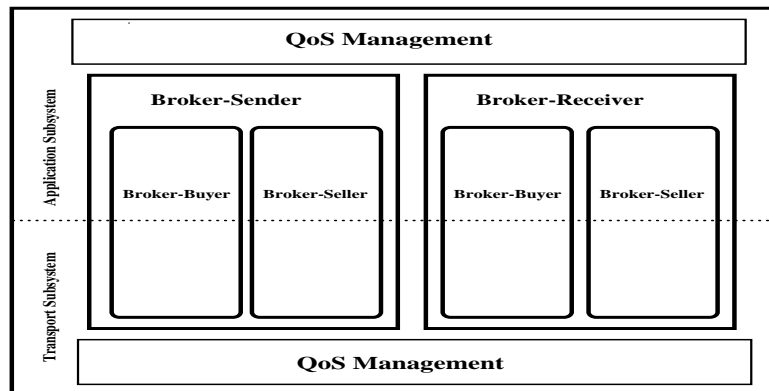 QoS Management
Broker-Sender
Broker-Receiver
Broker-Buyer
Broker-Seller
Broker-Buyer
Broker-Seller
Application Subsystem
Transport Subsystem
QoS Management